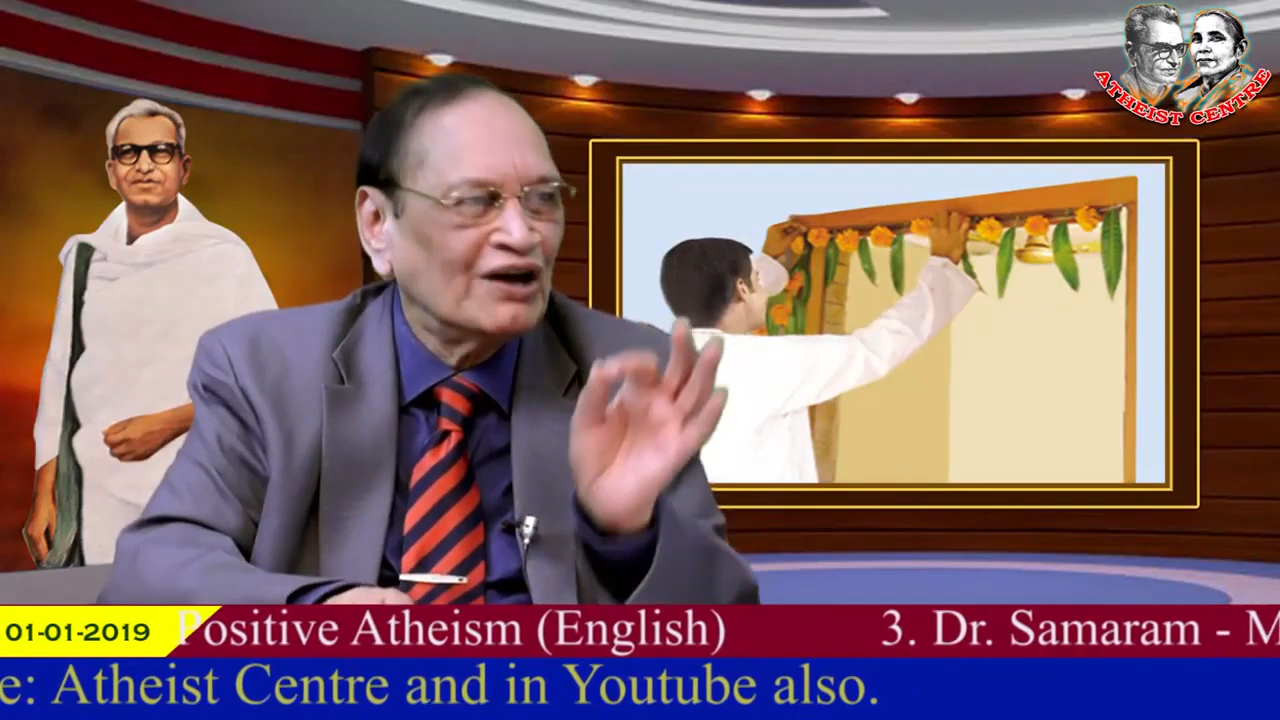 ATHEIST CENTRE
01-01-2019 Positive Atheism (English) 3. Dr. Samaram - M
e: Atheist Centre and in Youtube also.